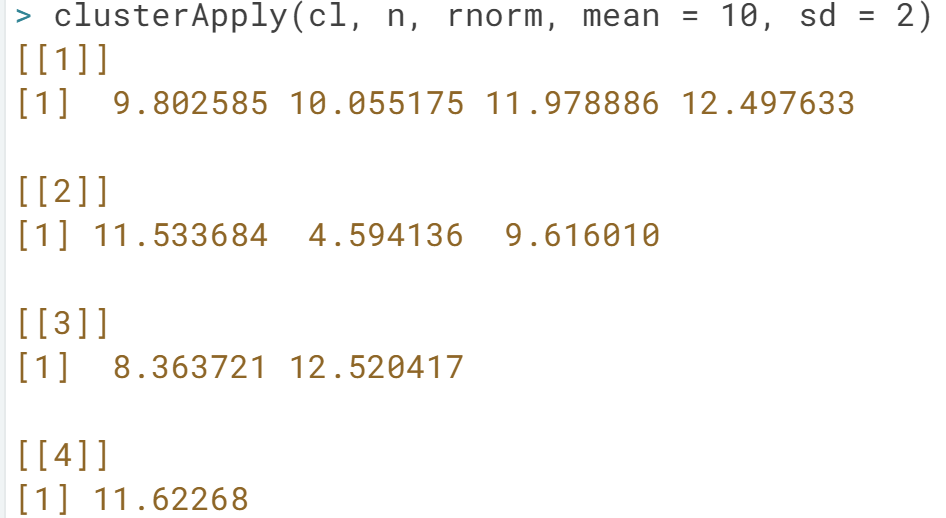 > clusterApply(cl, n, rnorm, mean = 10, sd = 2)
[[1]]
[1]  9.802585 10.055175 11.978886 12.497633

[[2]]
[1] 11.533684  4.594136  9.616010

[[3]]
[1]  8.363721 12.520417

[[4]]
[1] 11.62268